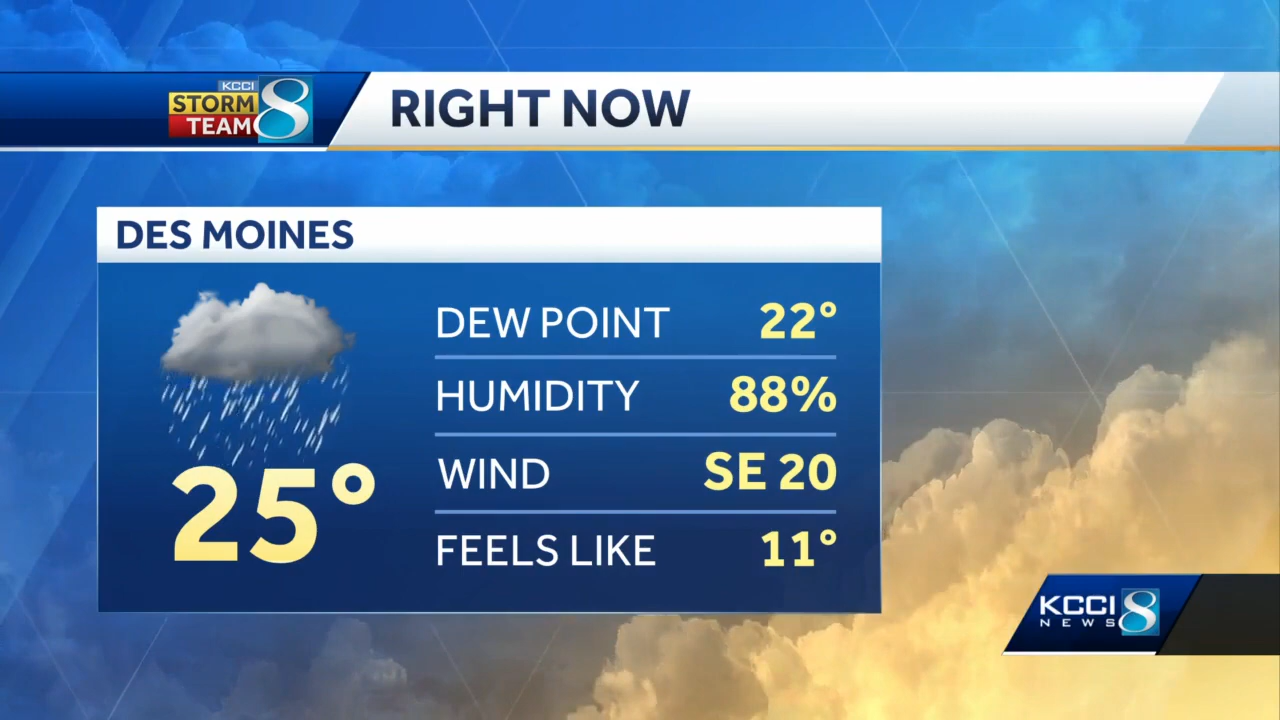 KCCI
STORM
TEAM 8
RIGHT NOW
DES MOINES
25°
DEW POINT 22°
HUMIDITY 88%
WIND SE 20
FEELS LIKE 11°
KCCI 8
NEWS